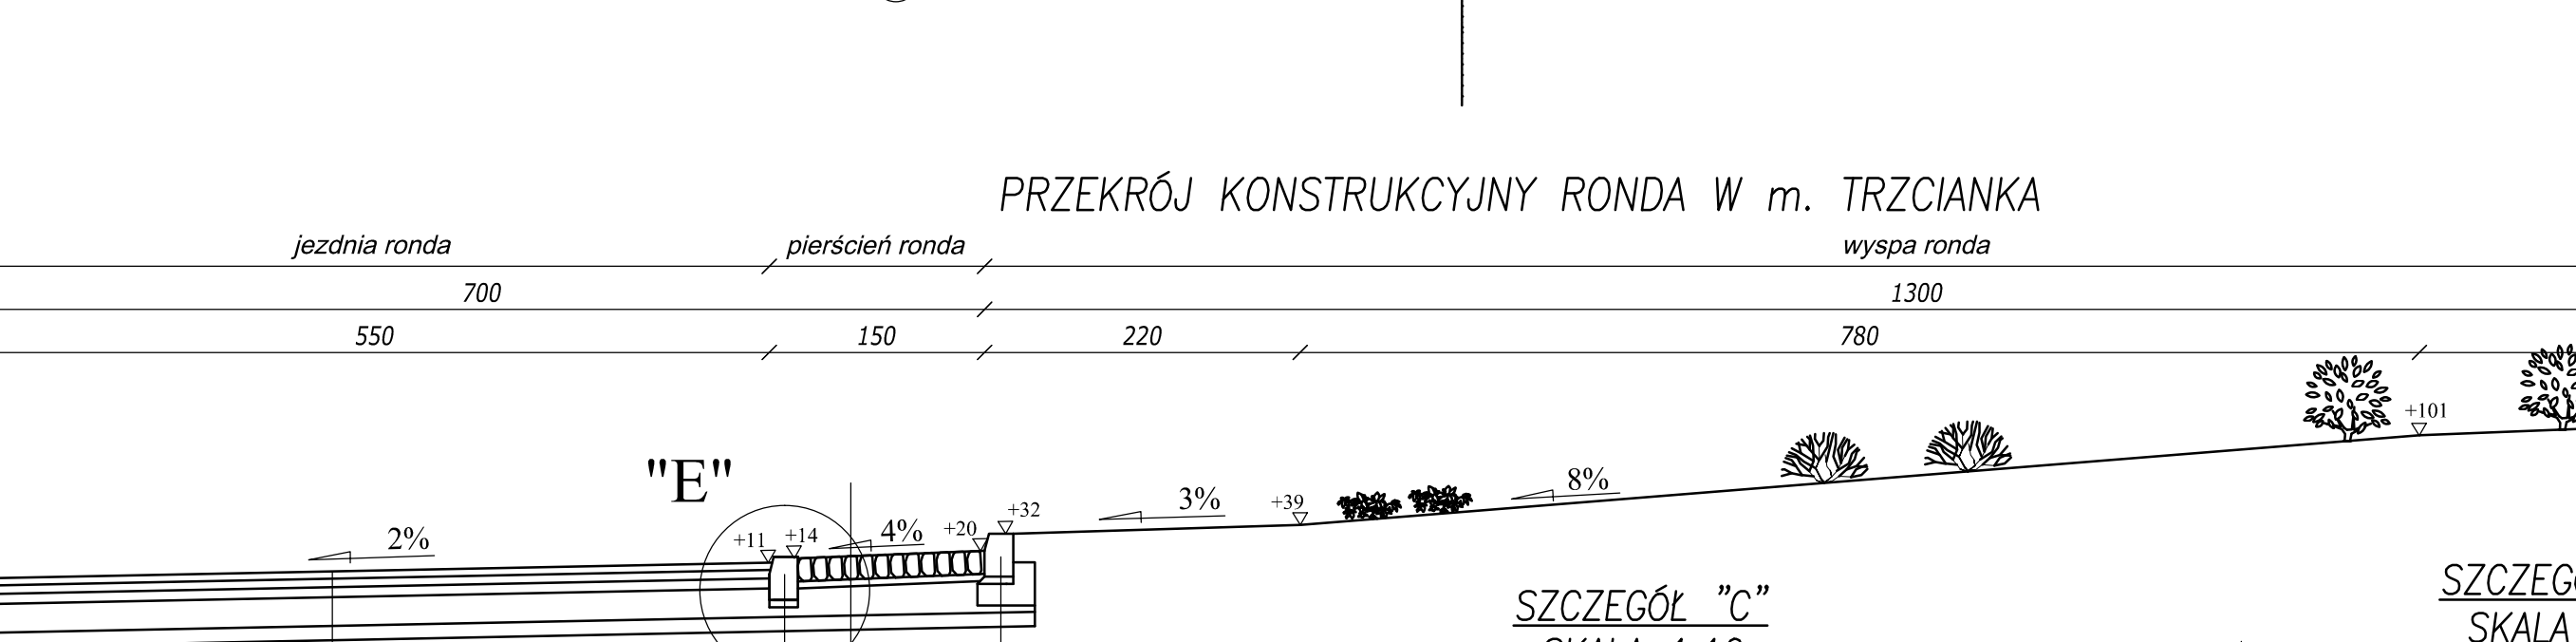 PRZEKRÓJ KONSTRUKCYJNY RONDA W m. TRZCIANKA
jezdnia ronda pierścień ronda wyspa ronda
700 1300
550 150 220 780
+101
"E" 8%
3% +39
+32
2% +11 +14 4% +20
SZCZEGÓŁ "C"
SKALA